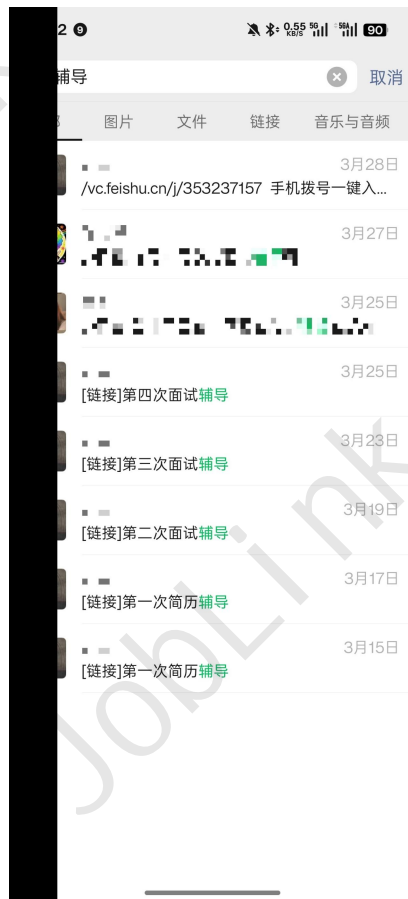 2 9 0.55 KB/S 5G 5GA 90
辅导 取消
图片 文件 链接 音乐与音频
3月28日
/vc.feishu.cn/j/353237157 手机拨号一键入...
3月27日
3月25日
3月25日
[链接]第四次面试辅导
3月23日
[链接]第三次面试辅导
3月19日
[链接]第二次面试辅导
3月17日
[链接]第一次简历辅导
3月15日
[链接]第一次简历辅导
JobLink